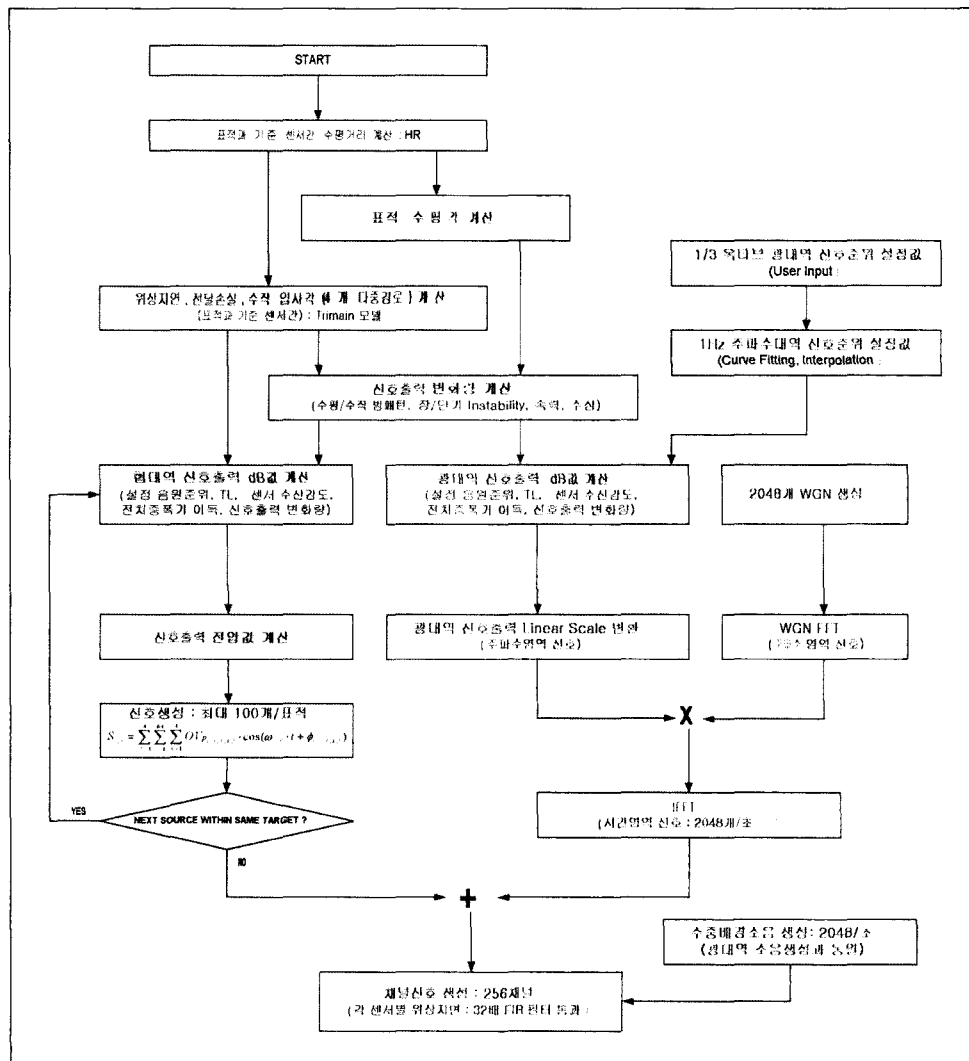 START
표적과 기준 센서간 수평거리 계산 : HR
표적 수평각 계산
1/3 옥타브 광대역 신호준위 설정값
(User Input)
위상지연, 전달손실, 수직 입사각 (4개 다중경로) 계산
(표적과 기준 센서간) : Trimain 모델
1Hz 주파수대역 신호준위 설정값
(Curve Fitting, Interpolation)
신호출력 변화량 계산
(수평/수직 빔패턴, 장/단기 Instability, 속력, 수심)
협대역 신호출력 dB값 계산
(설정 음원준위, TL, 센서 수신감도,
전치증폭기 이득, 신호출력 변화량)
광대역 신호출력 dB값 계산
(설정 음원준위, TL, 센서 수신감도,
전치증폭기 이득, 신호출력 변화량)
2048개 WGN 생성
신호출력 전압값 계산
광대역 신호출력 Linear Scale 변환
(주파수영역 신호)
WGN FFT
(주파수영역 신호)
신호생성 : 최대 100개/표적
X
YES
NEXT SOURCE WITHIN SAME TARGET ?
NO
IFFT
(시간영역 신호 : 2048개/초
+
수중배경소음 생성: 2048/초
(광대역 소음생성과 동일)
채널신호 생성 : 256채널
(각 센서별 위상지연 : 32배 FIR 필터 통과)